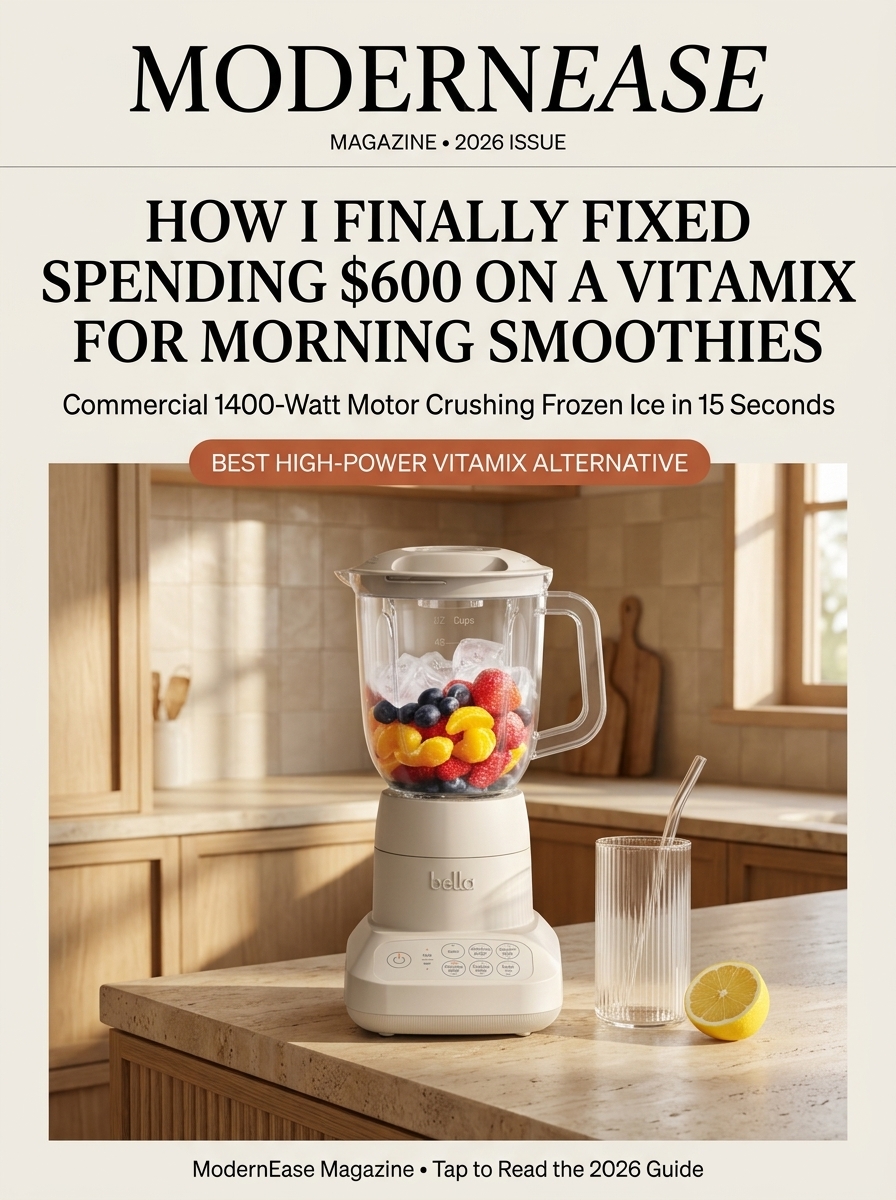 MODERNEASE
MAGAZINE • 2026 ISSUE
HOW I FINALLY FIXED
SPENDING $600 ON A VITAMIX
FOR MORNING SMOOTHIES
Commercial 1400-Watt Motor Crushing Frozen Ice in 15 Seconds
BEST HIGH-POWER VITAMIX ALTERNATIVE
Cups
48
bella
ModernEase Magazine • Tap to Read the 2026 Guide